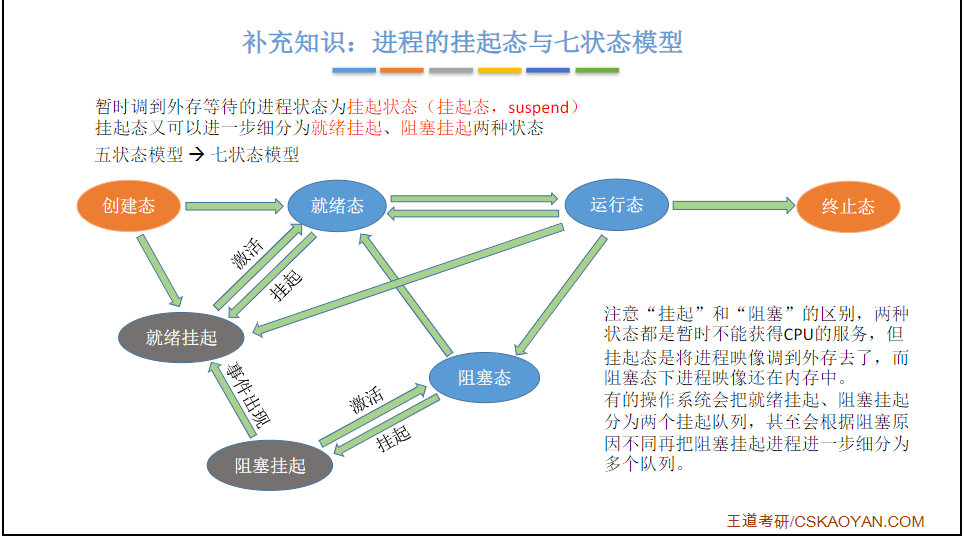 补充知识：进程的挂起态与七状态模型
暂时调到外存等待的进程状态为挂起状态（挂起态，suspend）
挂起态又可以进一步细分为就绪挂起、阻塞挂起两种状态
五状态模型 → 七状态模型
创建态
就绪态
运行态
终止态
激活
挂起
就绪挂起
事件出现
阻塞态
激活
挂起
阻塞挂起
注意“挂起”和“阻塞”的区别，两种
状态都是暂时不能获得CPU的服务，但
挂起态是将进程映像调到外存去了，而
阻塞态下进程映像还在内存中。
有的操作系统会把就绪挂起、阻塞挂起
分为两个挂起队列，甚至会根据阻塞原
因不同再把阻塞挂起进程进一步细分为
多个队列。
王道考研/CSKAOYAN.COM